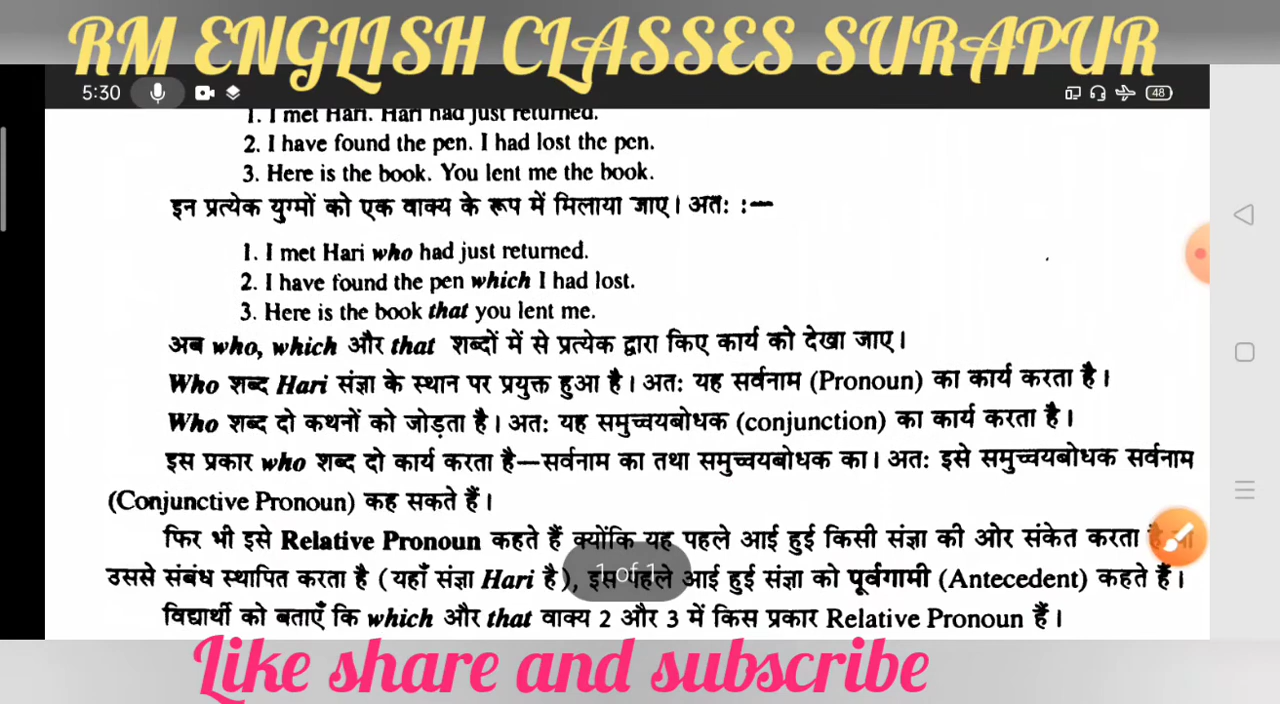 RM ENGLISH CLASSES SURAPUR
5:30 48
1. I met Hari. Hari had just returned.
2. I have found the pen. I had lost the pen.
3. Here is the book. You lent me the book.
इन प्रत्येक युग्मों को एक वाक्य के रूप में मिलाया जाए। अतः :—
1. I met Hari who had just returned.
2. I have found the pen which I had lost.
3. Here is the book that you lent me.
अब who, which और that शब्दों में से प्रत्येक द्वारा किए कार्य को देखा जाए।
Who शब्द Hari संज्ञा के स्थान पर प्रयुक्त हुआ है। अतः यह सर्वनाम (Pronoun) का कार्य करता है।
Who शब्द दो कथनों को जोड़ता है। अतः यह समुच्चयबोधक (conjunction) का कार्य करता है।
इस प्रकार who शब्द दो कार्य करता है—सर्वनाम का तथा समुच्चयबोधक का। अतः इसे समुच्चयबोधक सर्वनाम
(Conjunctive Pronoun) कह सकते हैं।
फिर भी इसे Relative Pronoun कहते हैं क्योंकि यह पहले आई हुई किसी संज्ञा की ओर संकेत करता
1 of 1
उससे संबंध स्थापित करता है (यहाँ संज्ञा Hari है), इस पहले आई हुई संज्ञा को पूर्वगामी (Antecedent) कहते हैं।
विद्यार्थी को बताएँ कि which और that वाक्य 2 और 3 में किस प्रकार Relative Pronoun हैं।
Like share and subscribe